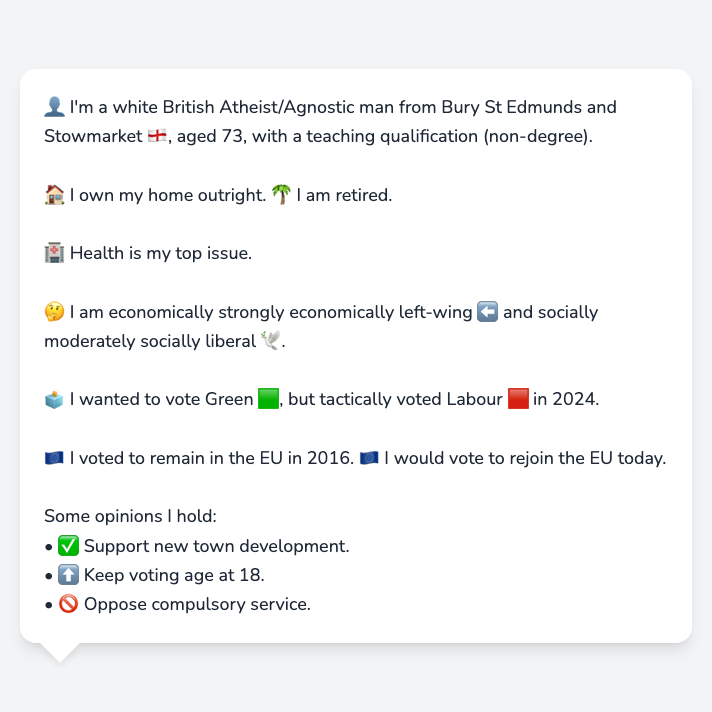 👤 I'm a white British Atheist/Agnostic man from Bury St Edmunds and
Stowmarket 🏴󠁧󠁢󠁥󠁮󠁧󠁿, aged 73, with a teaching qualification (non-degree).
🏠 I own my home outright. 🌴 I am retired.
🏥 Health is my top issue.
🤔 I am economically strongly economically left-wing ⬅️ and socially
moderately socially liberal 🕊️.
🗳️ I wanted to vote Green 🟩, but tactically voted Labour 🟥 in 2024.
🇪🇺 I voted to remain in the EU in 2016. 🇪🇺 I would vote to rejoin the EU today.
Some opinions I hold:
• ✅ Support new town development.
• ⬆️ Keep voting age at 18.
• 🚫 Oppose compulsory service.